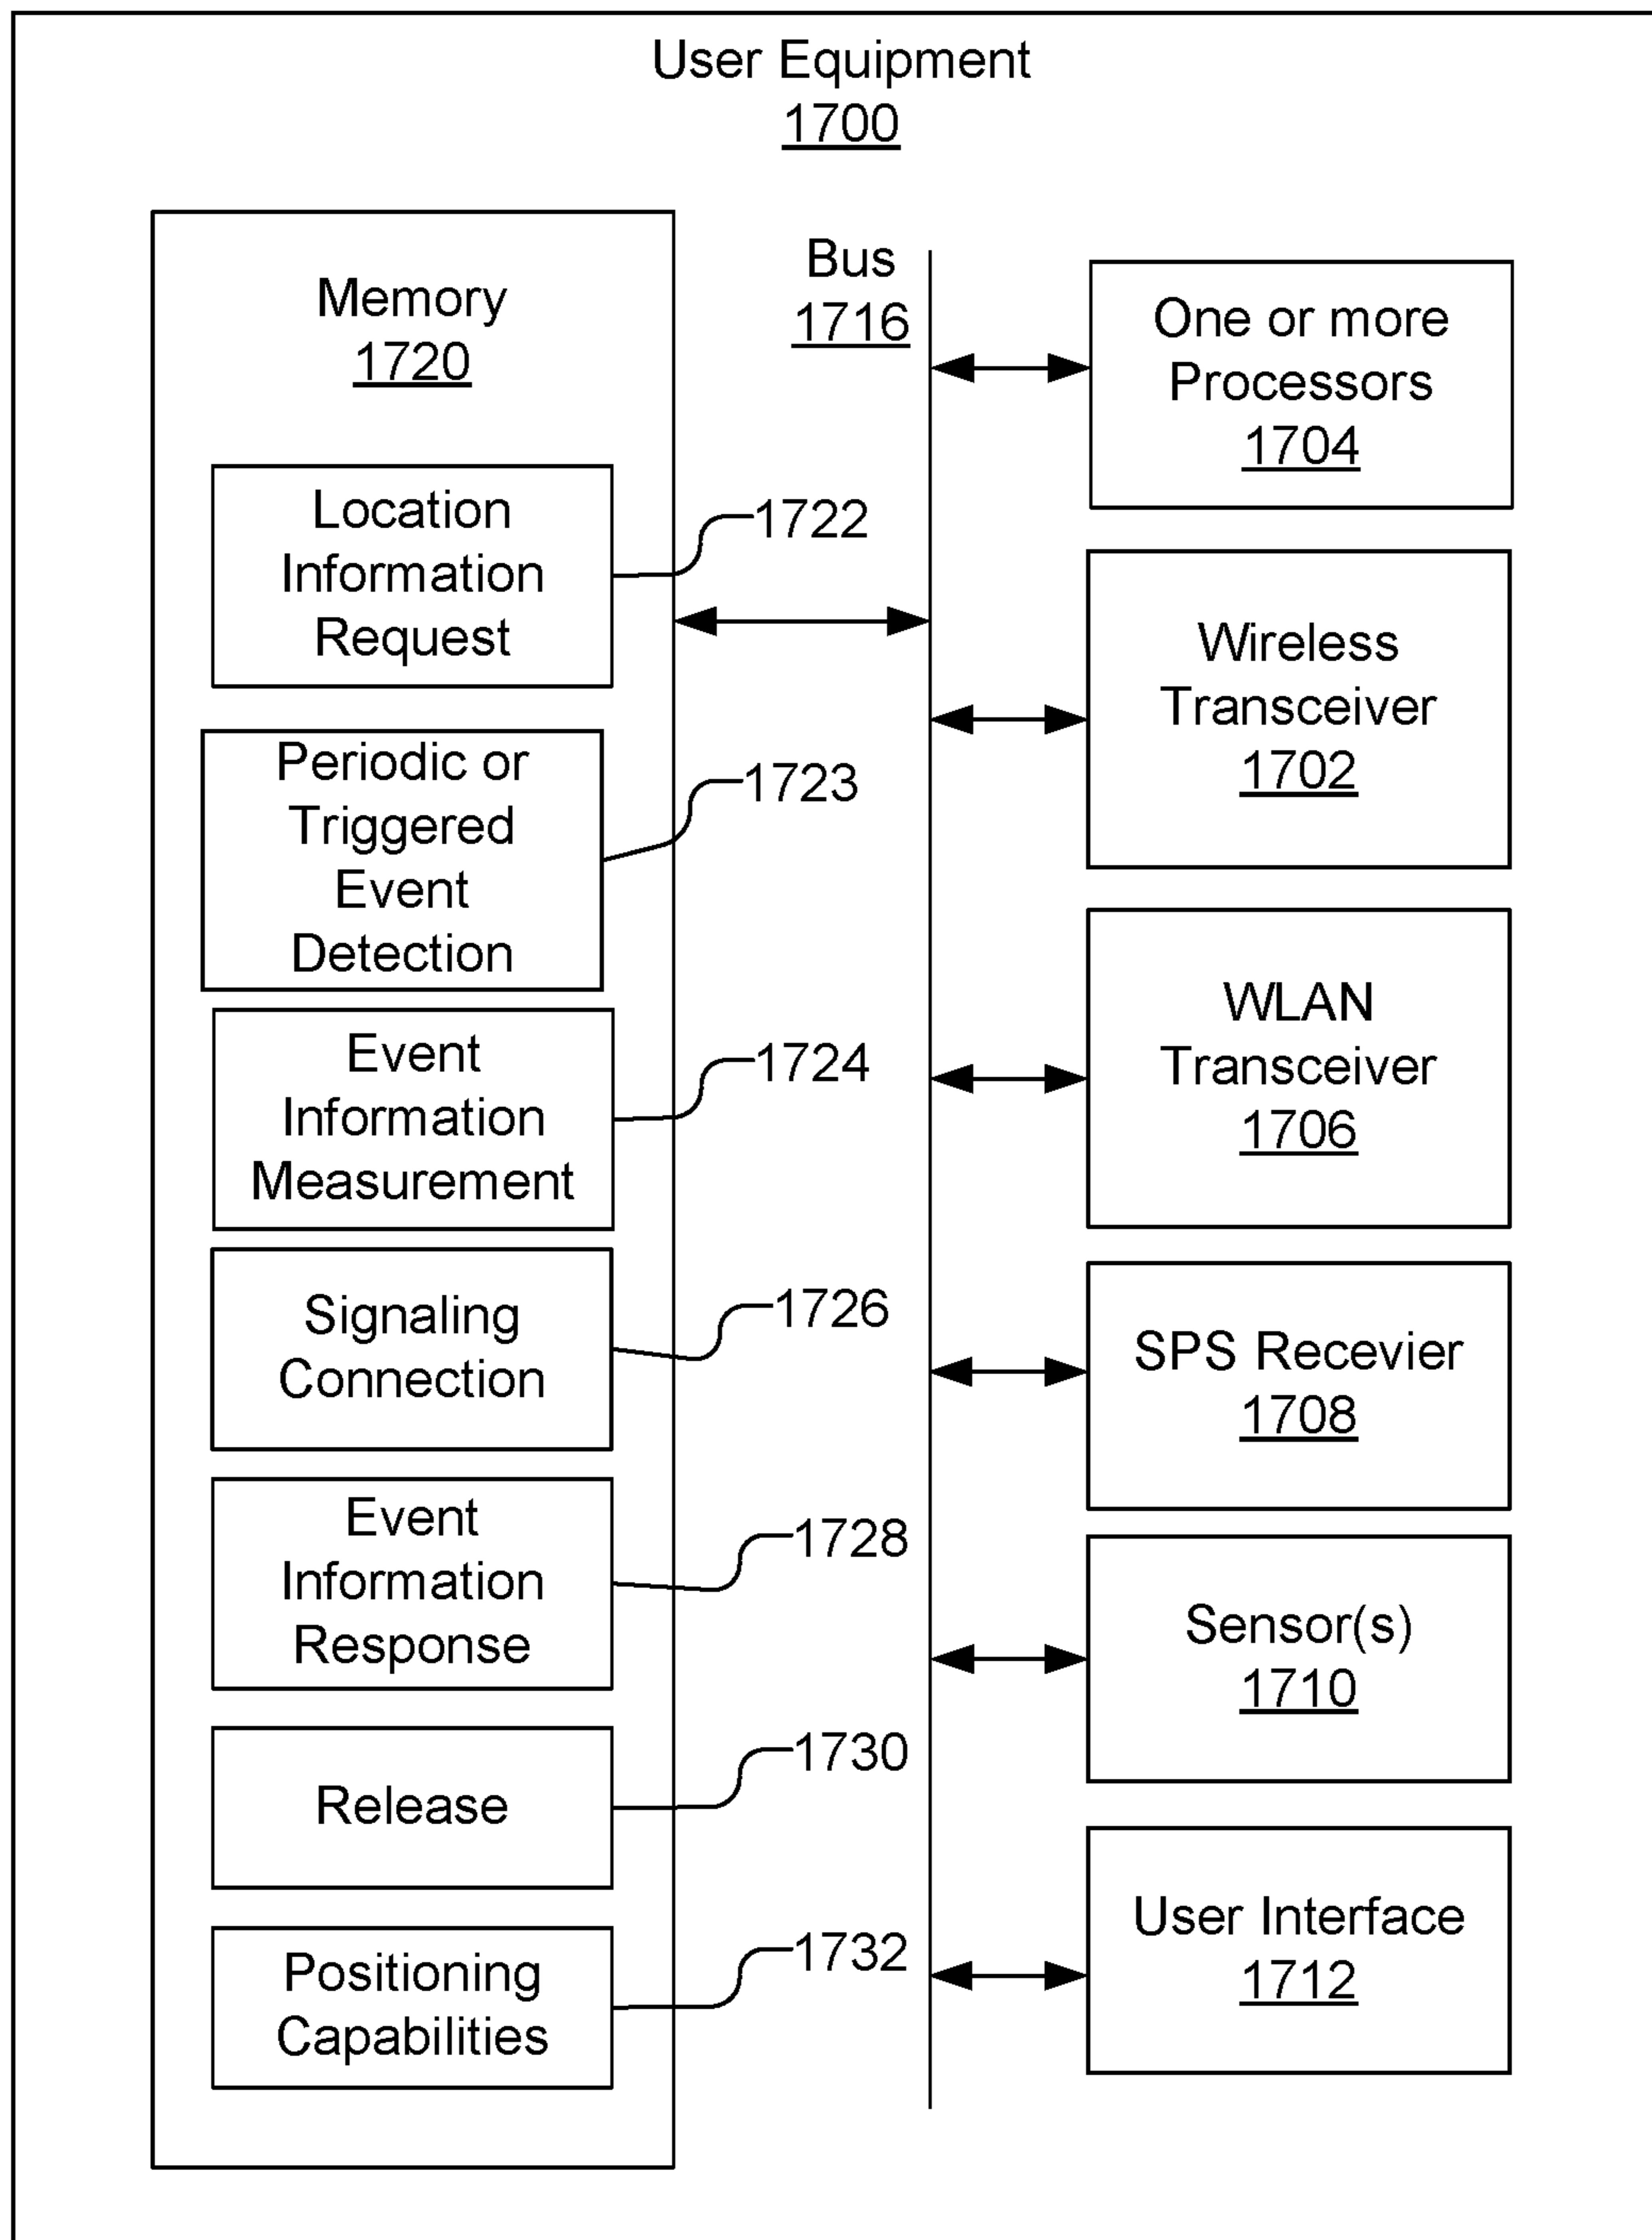 User Equipment
1700
Memory
1720
Location
Information
Request
1722
Periodic or
Triggered
Event
Detection
1723
Event
Information
Measurement
1724
Signaling
Connection
1726
Event
Information
Response
1728
Release
1730
Positioning
Capabilities
1732
Bus
1716
One or more
Processors
1704
Wireless
Transceiver
1702
WLAN
Transceiver
1706
SPS Recevier
1708
Sensor(s)
1710
User Interface
1712